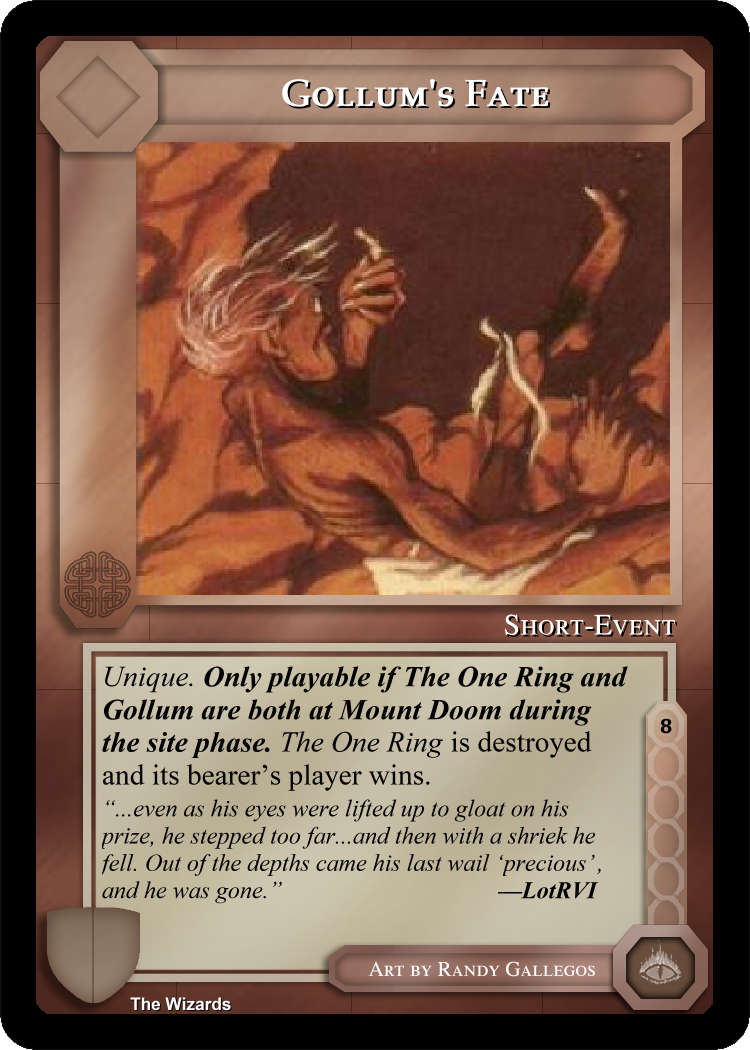 Gollum's Fate
Short-Event
Unique. Only playable if The One Ring and
Gollum are both at Mount Doom during
the site phase. The One Ring is destroyed
and its bearer’s player wins.
8
“...even as his eyes were lifted up to gloat on his
prize, he stepped too far...and then with a shriek he
fell. Out of the depths came his last wail ‘precious’,
and he was gone.” —LotRVI
Art by Randy Gallegos
The Wizards